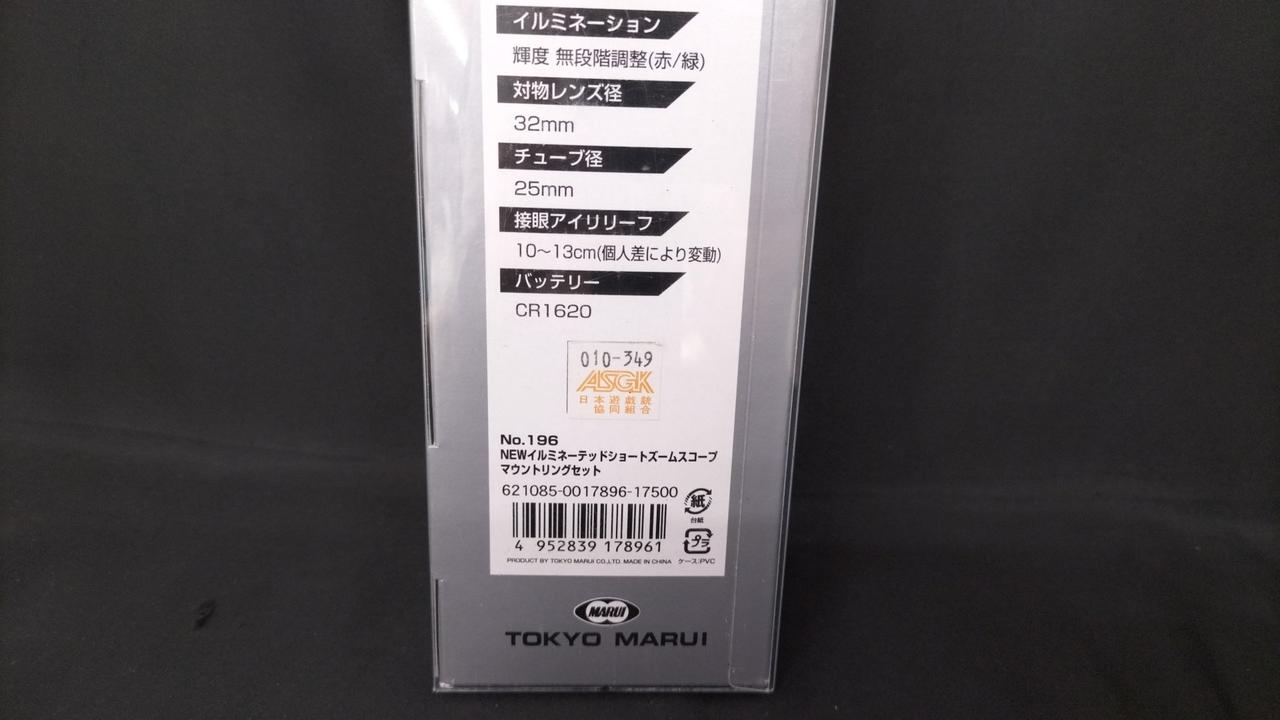 イルミネーション
輝度 無段階調整(赤/緑)
対物レンズ径
32mm
チューブ径
25mm
接眼アイリリーフ
10～13cm(個人差により変動)
バッテリー
CR1620
010-349
ASGK
日本遊戯銃
協同組合
No.196
NEWイルミネーテッドショートズームスコープ
マウントリングセット
621085-0017896-17500
紙
台紙
4 952839 178961
プラ
PRODUCT BY TOKYO MARUI CO.,LTD. MADE IN CHINA
ケース:PVC
MARUI
TOKYO MARUI